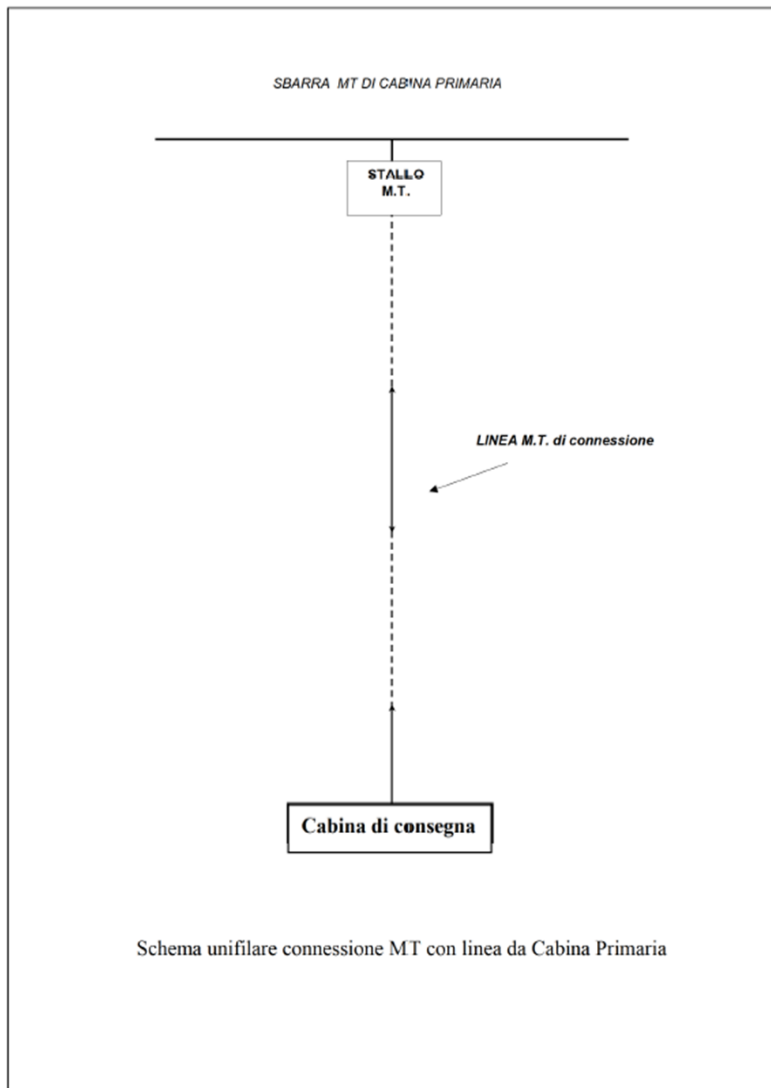 SBARRA MT DI CABINA PRIMARIA
STALLO
M.T.
LINEA M.T. di connessione
Cabina di consegna
Schema unifilare connessione MT con linea da Cabina Primaria